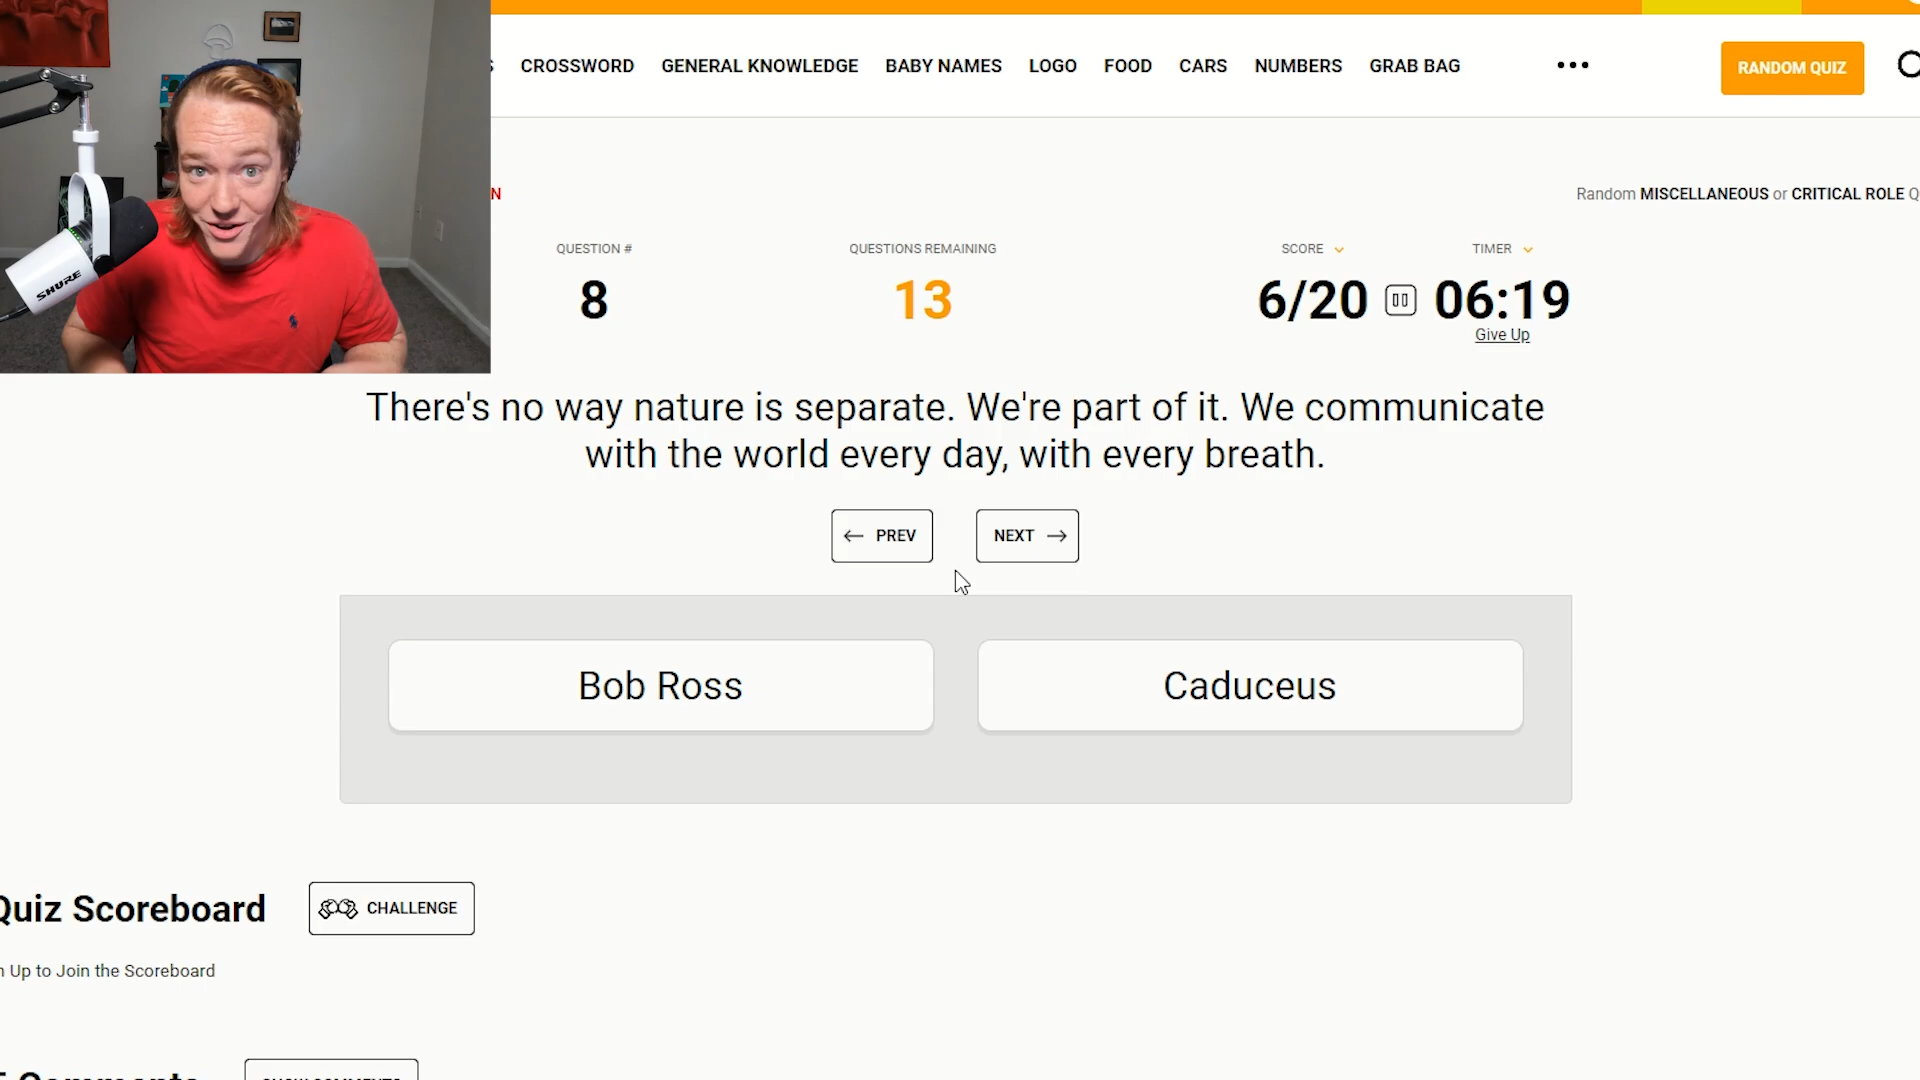 CROSSWORD GENERAL KNOWLEDGE BABY NAMES LOGO FOOD CARS NUMBERS GRAB BAG
RANDOM QUIZ
N
Random MISCELLANEOUS or CRITICAL ROLE Q
QUESTION #
8
QUESTIONS REMAINING
13
SCORE
6/20
TIMER
06:19
Give Up
SHURE
There's no way nature is separate. We're part of it. We communicate
with the world every day, with every breath.
PREV
NEXT
Bob Ross
Caduceus
Quiz Scoreboard
CHALLENGE
n Up to Join the Scoreboard